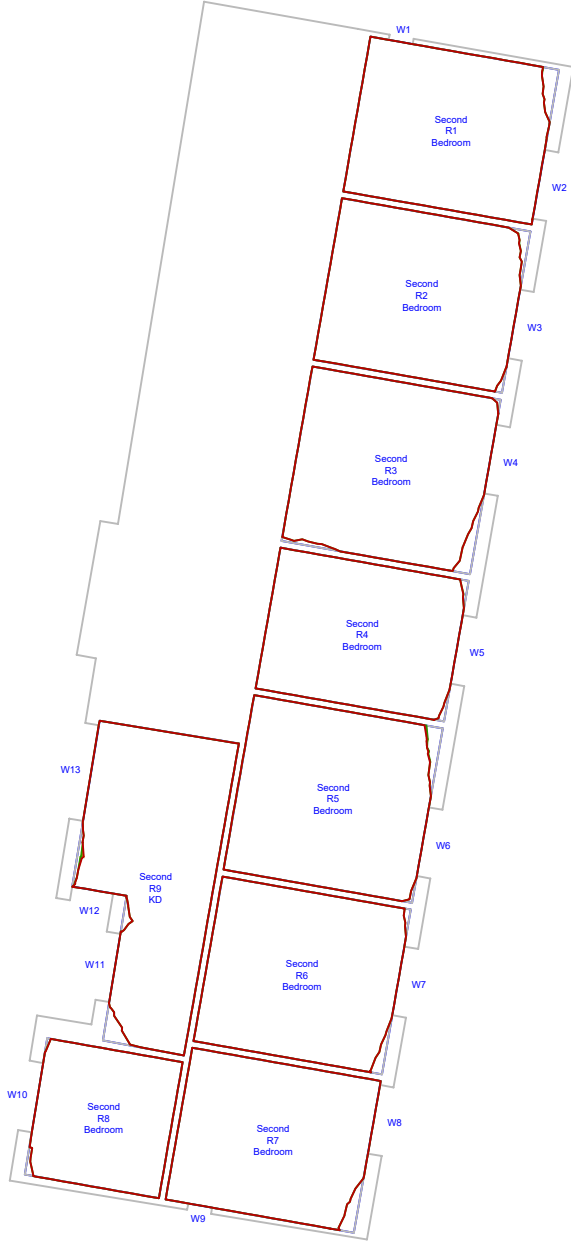 W1
Second
R1
Bedroom
W2
Second
R2
Bedroom
W3
Second
R3
Bedroom
W4
Second
R4
Bedroom
W5
W13
Second
R5
Bedroom
W6
Second
R9
KD
W12
W11
Second
R6
Bedroom
W7
W10
Second
R8
Bedroom
W8
Second
R7
Bedroom
W9